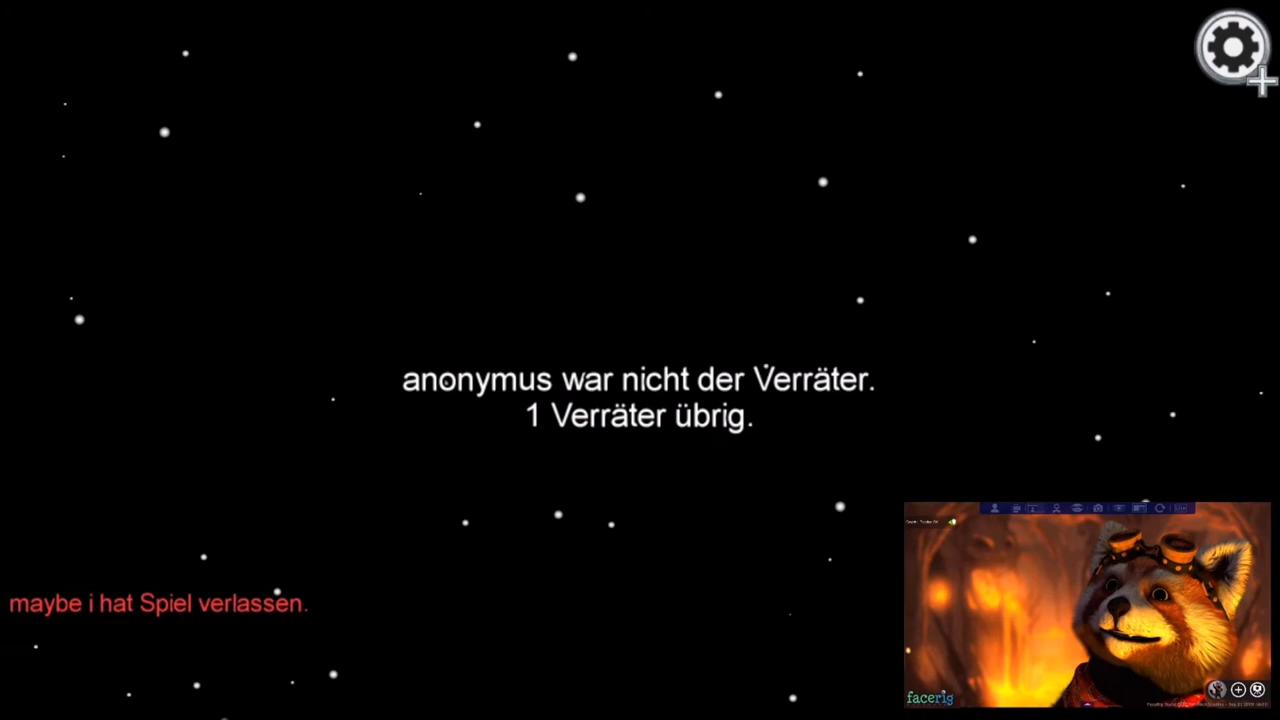 anonymus war nicht der Verräter.
1 Verräter übrig.
maybe i hat Spiel verlassen.
facerig